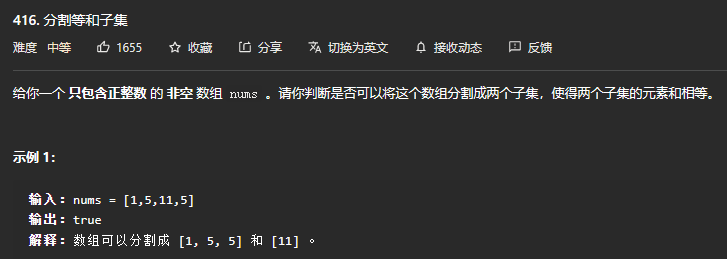 416. 分割等和子集
难度 中等 1655 收藏 分享 切换为英文 接收动态 反馈
给你一个 只包含正整数 的 非空 数组 nums 。请你判断是否可以将这个数组分割成两个子集，使得两个子集的元素和相等。
示例 1：
输入：nums = [1,5,11,5]
输出：true
解释：数组可以分割成 [1, 5, 5] 和 [11] 。